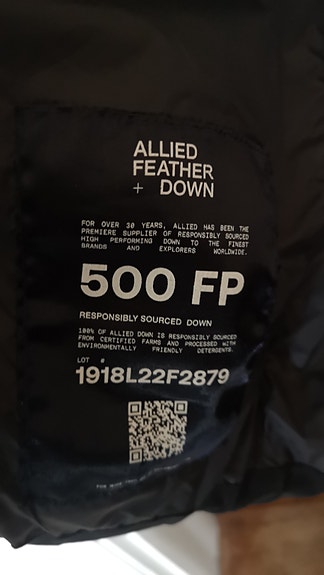 ALLIED
FEATHER
+ DOWN
FOR OVER 30 YEARS, ALLIED HAS BEEN THE
PREMIERE SUPPLIER OF RESPONSIBLY SOURCED
HIGH PERFORMING DOWN TO THE FINEST
BRANDS AND EXPLORERS WORLDWIDE.
500 FP
RESPONSIBLY SOURCED DOWN
100% OF ALLIED DOWN IS RESPONSIBLY SOURCED
FROM CERTIFIED FARMS AND PROCESSED WITH
ENVIRONMENTALLY FRIENDLY DETERGENTS.
LOT #
1918L22F2879